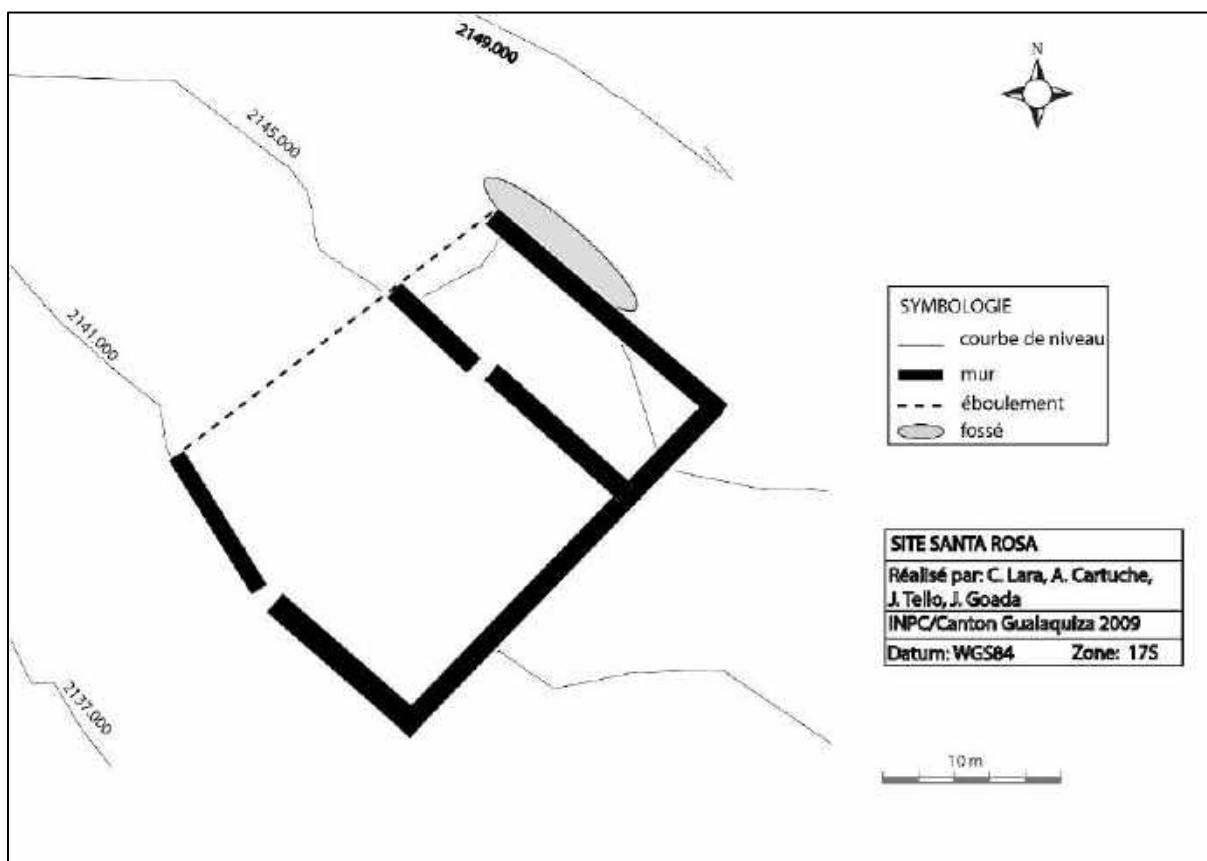 2149.000
N
2145.000
2141.000
2137.000
SYMBOLOGIE
courbe de niveau
mur
éboulement
fossé
SITE SANTA ROSA
Réalisé par: C. Lara, A. Cartuche,
J. Tello, J. Goada
INPC/Canton Gualaquiza 2009
Datum: WGS84 Zone: 17S
10 m